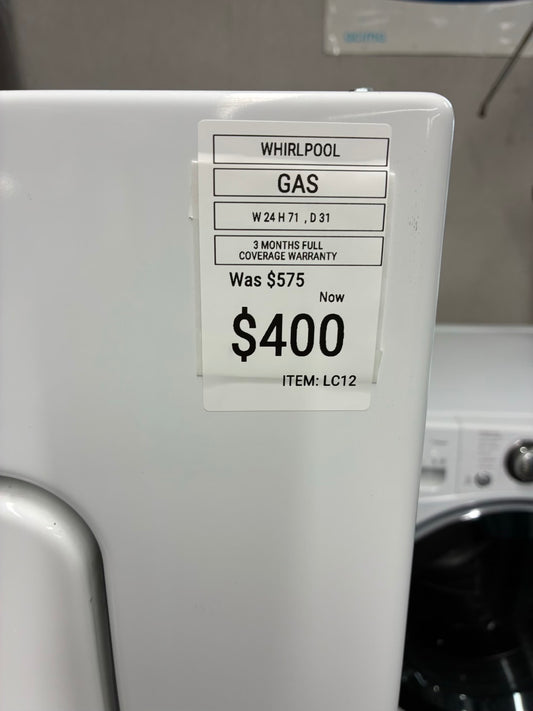 WHIRLPOOL
GAS
W 24 H 71 , D 31
3 MONTHS FULL
COVERAGE WARRANTY
Was $575
Now
$400
ITEM: LC12